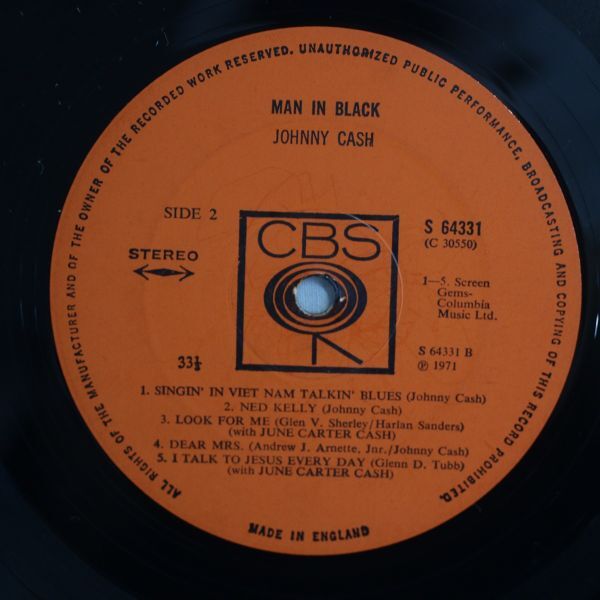 ALL RIGHTS OF THE MANUFACTURER AND OF THE OWNER OF THE RECORDED WORK RESERVED. UNAUTHORIZED PUBLIC PERFORMANCE, BROADCASTING AND COPYING OF THIS RECORD PROHIBITED.
MAN IN BLACK
JOHNNY CASH
SIDE 2
CBS
S 64331
(C 30550)
STEREO
1—5. Screen
Gems-
Columbia
Music Ltd.
33⅓
S 64331 B
℗ 1971
1. SINGIN' IN VIET NAM TALKIN' BLUES (Johnny Cash)
2. NED KELLY (Johnny Cash)
3. LOOK FOR ME (Glen V. Sherley/Harlan Sanders)
(with JUNE CARTER CASH)
4. DEAR MRS. (Andrew J. Arnette, Jnr./Johnny Cash)
5. I TALK TO JESUS EVERY DAY (Glenn D. Tubb)
(with JUNE CARTER CASH)
MADE IN ENGLAND